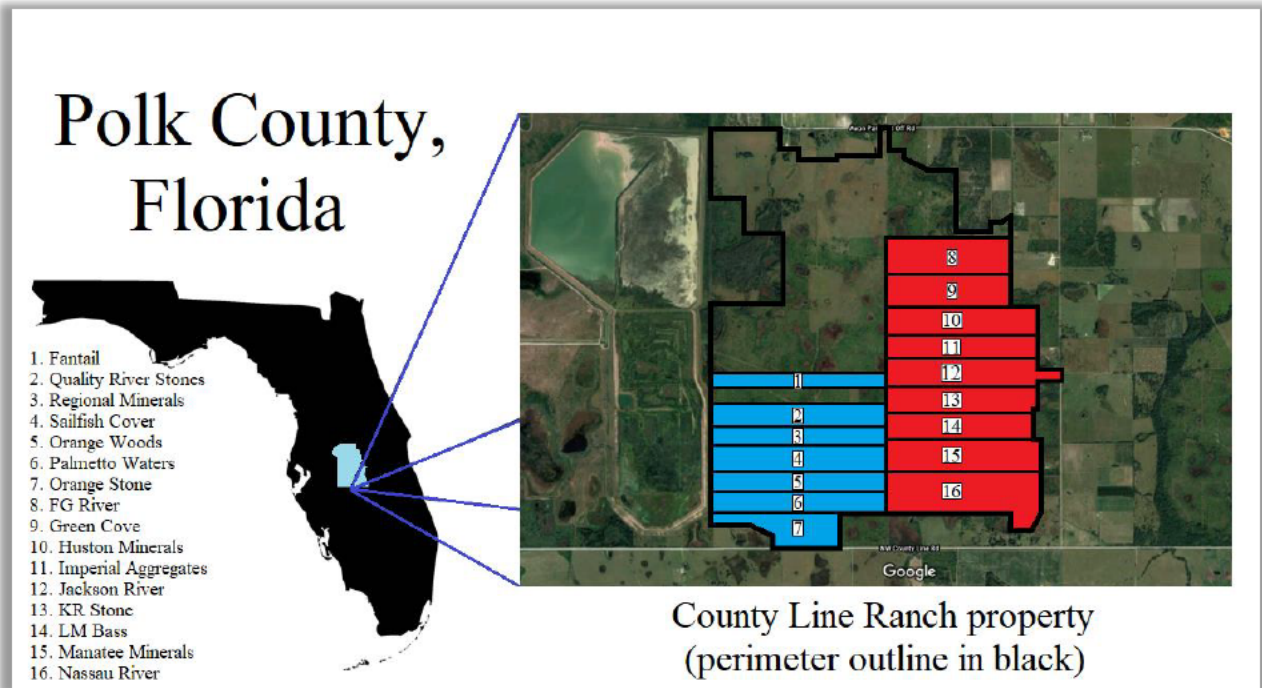 Polk County,
Florida
1. Fantail
2. Quality River Stones
3. Regional Minerals
4. Sailfish Cover
5. Orange Woods
6. Palmetto Waters
7. Orange Stone
8. FG River
9. Green Cove
10. Huston Minerals
11. Imperial Aggregates
12. Jackson River
13. KR Stone
14. LM Bass
15. Manatee Minerals
16. Nassau River
8
9
10
11
12
13
14
15
16
1
2
3
4
5
6
7
NW County Line Rd
Google
County Line Ranch property
(perimeter outline in black)